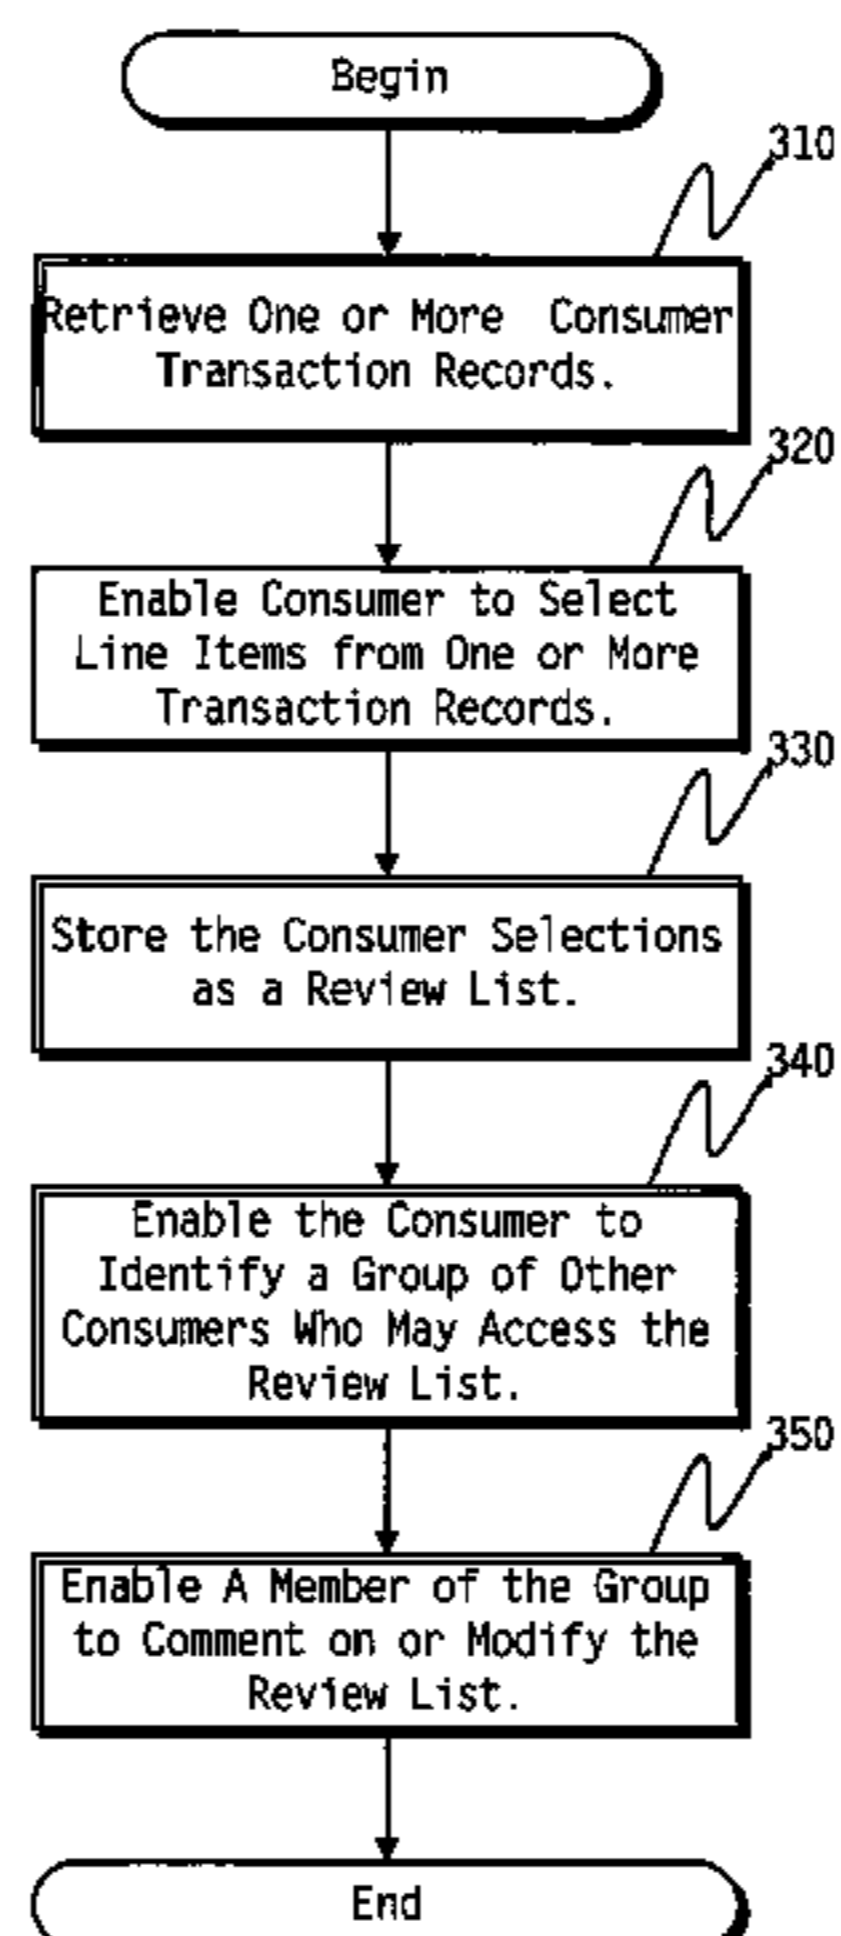 Begin
310
Retrieve One or More Consumer
Transaction Records.
320
Enable Consumer to Select
Line Items from One or More
Transaction Records.
330
Store the Consumer Selections
as a Review List.
340
Enable the Consumer to
Identify a Group of Other
Consumers Who May Access the
Review List.
350
Enable A Member of the Group
to Comment on or Modify the
Review List.
End